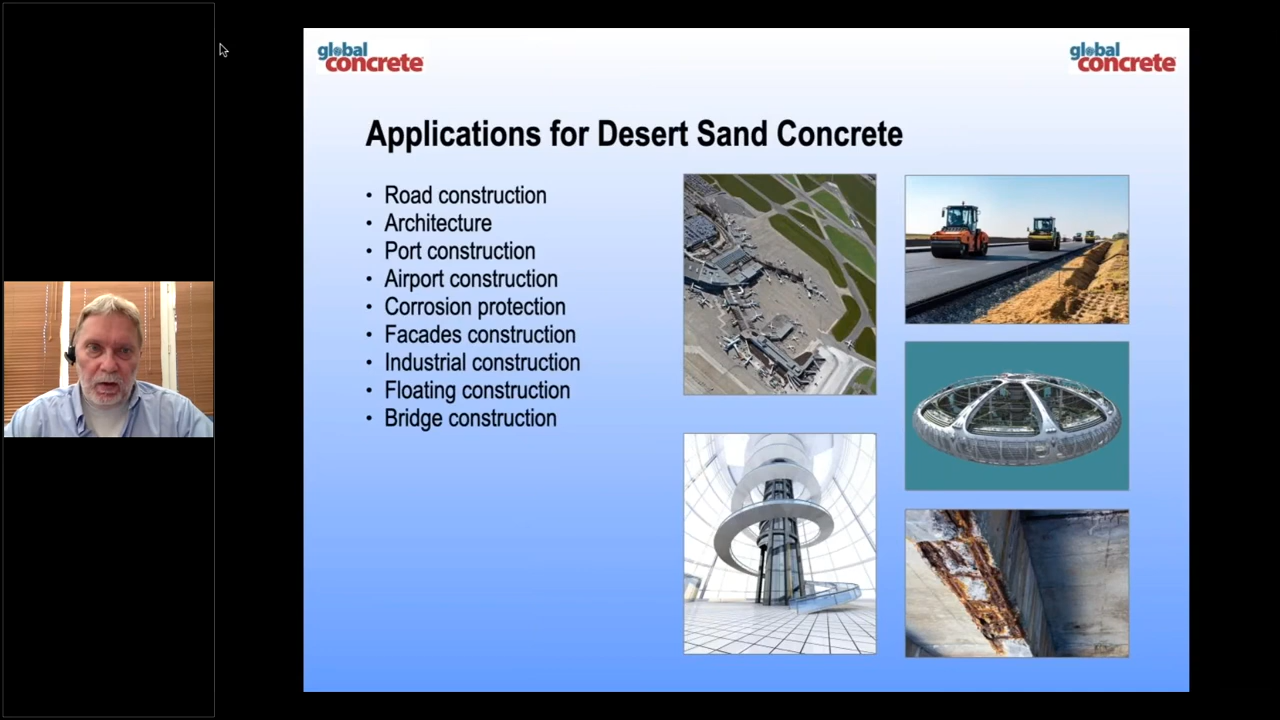 global
concrete
global
concrete
Applications for Desert Sand Concrete
• Road construction
• Architecture
• Port construction
• Airport construction
• Corrosion protection
• Facades construction
• Industrial construction
• Floating construction
• Bridge construction